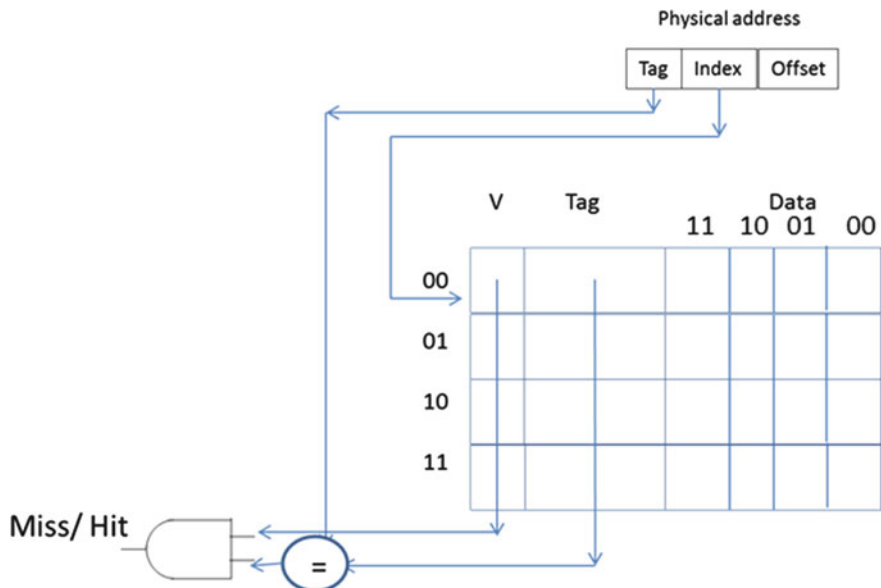 Physical address
Tag Index Offset
V Tag Data
11 10 01 00
00
01
10
11
Miss/ Hit
=